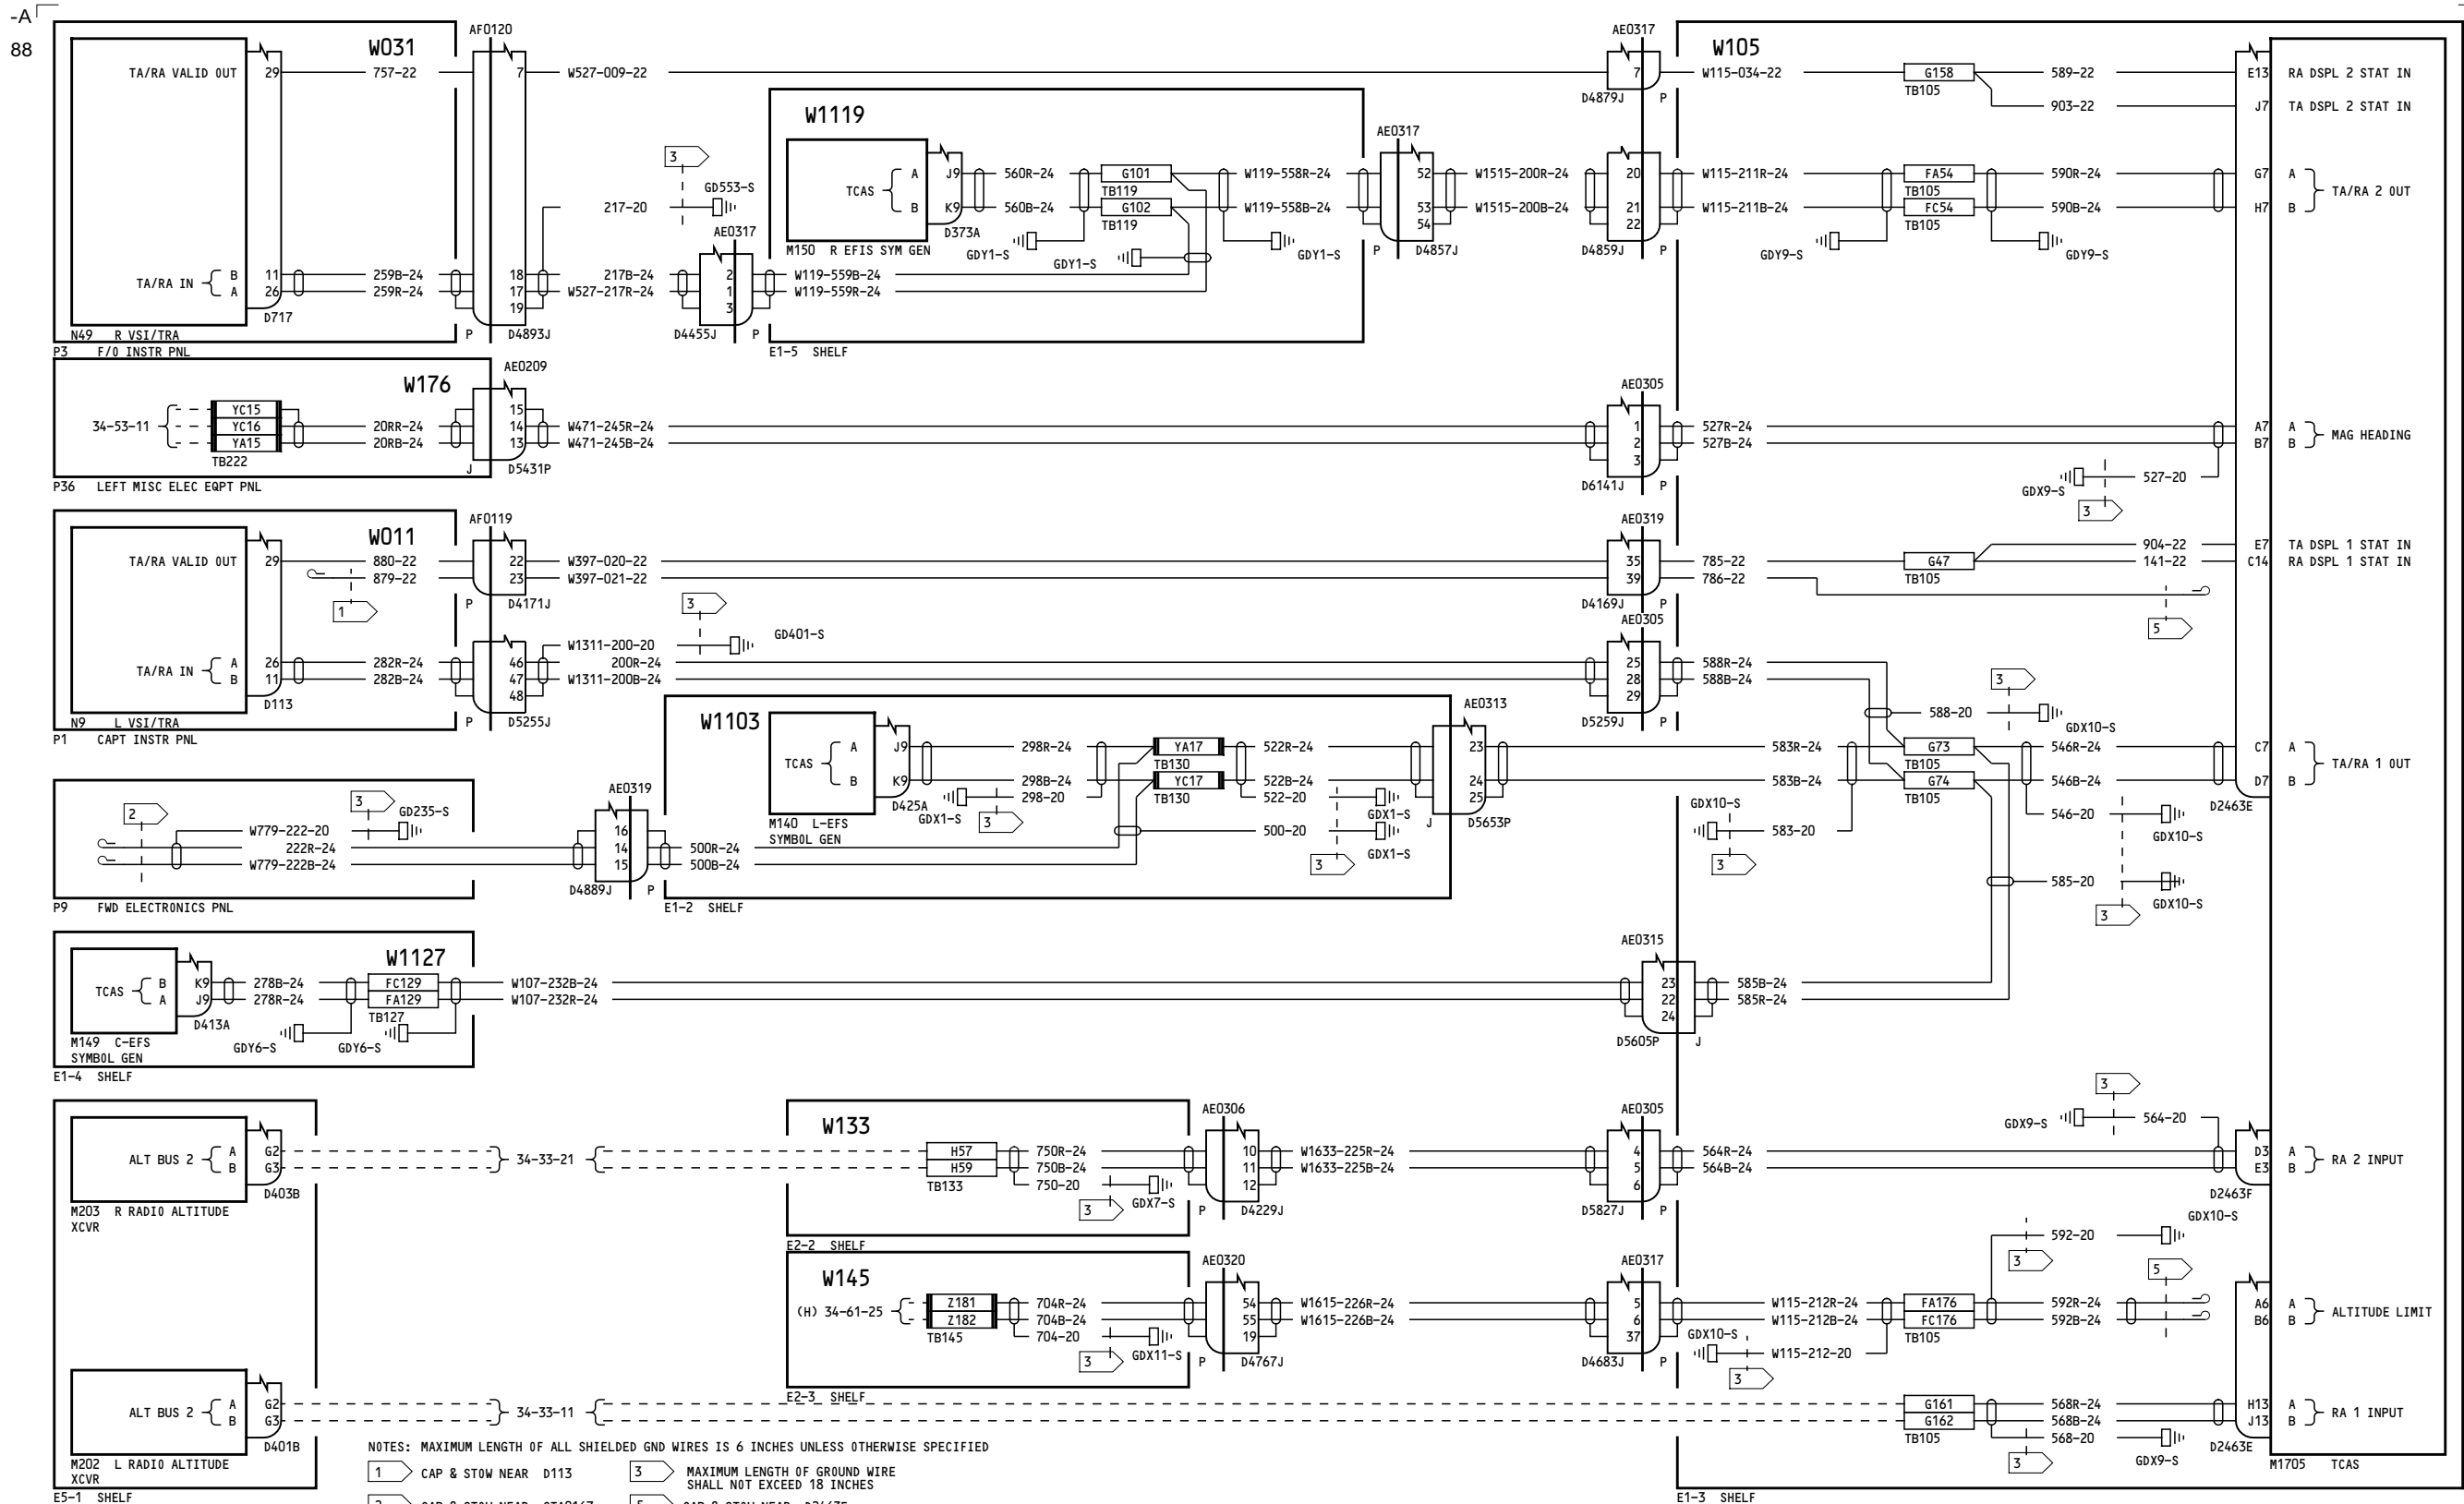 -A
88
W031
TA/RA VALID OUT 29 757-22
TA/RA IN B A 11 26 259B-24 259R-24
D717
N49 R VSI/TRA
P3 F/O INSTR PNL
AF0120
7 W527-009-22
217-20
3
GD553-S
18 217B-24
17 W527-217R-24
19
P D4893J
AE0317
2 W119-559B-24
1 W119-559R-24
3
D4455J P
W1119
TCAS A B J9 K9
560R-24 G101 W119-558R-24
TB119
560B-24 G102 W119-558B-24
TB119
D373A
M150 R EFIS SYM GEN
GDY1-S GDY1-S GDY1-S
E1-5 SHELF
AE0317
52 W1515-200R-24
53 W1515-200B-24
54
P D4857J
AE0317
7
D4879J P
20
21
22
D4859J P
W105
W115-034-22 G158 589-22 E13 RA DSPL 2 STAT IN
TB105
903-22 J7 TA DSPL 2 STAT IN
W115-211R-24 FA54 590R-24 G7 A
TB105
TA/RA 2 OUT
W115-211B-24 FC54 590B-24 H7 B
TB105
GDY9-S GDY9-S
W176
34-53-11
YC15
YC16 20RR-24
YA15 20RB-24
TB222
P36 LEFT MISC ELEC EQPT PNL
AE0209
15
14 W471-245R-24
13 W471-245B-24
J D5431P
AE0305
1 527R-24 A7 A
2 527B-24 B7 B
MAG HEADING
3
D6141J P
GDX9-S 527-20
3
W011
TA/RA VALID OUT 29 880-22
879-22
1
TA/RA IN A B 26 11 282R-24 282B-24
D113
N9 L VSI/TRA
P1 CAPT INSTR PNL
AF0119
22 W397-020-22
23 W397-021-22
P D4171J
3
W1311-200-20 GD401-S
46 200R-24
47 W1311-200B-24
48
P D5255J
AE0319
35 785-22 G47
TB105
904-22 E7 TA DSPL 1 STAT IN
141-22 C14 RA DSPL 1 STAT IN
39 786-22
5
D4169J P
AE0305
25 588R-24
28 588B-24
29
D5259J P
588-20 3 GDX10-S
W1103
TCAS A B J9 K9
298R-24 YA17 522R-24
TB130
298B-24 YC17 522B-24
TB130
D425A
298-20 522-20
GDX1-S 3 GDX1-S
M140 L-EFS
SYMBOL GEN
500-20 GDX1-S
3
500R-24
500B-24
E1-2 SHELF
AE0313
23
24
25
J D5653P
583R-24 G73 546R-24 C7 A
TB105
TA/RA 1 OUT
583B-24 G74 546B-24 D7 B
TB105
D2463E
GDX10-S 583-20
3
546-20 GDX10-S
585-20 GDX10-S
3
2
3 GD235-S
W779-222-20
222R-24
W779-222B-24
P9 FWD ELECTRONICS PNL
AE0319
16
14
15
D4889J P
W1127
TCAS B A K9 J9
278B-24 FC129 W107-232B-24
278R-24 FA129 W107-232R-24
TB127
D413A
GDY6-S GDY6-S
M149 C-EFS
SYMBOL GEN
E1-4 SHELF
AE0315
23 585B-24
22 585R-24
24
D5605P J
ALT BUS 2 A B G2 G3
34-33-21
D403B
M203 R RADIO ALTITUDE
XCVR
W133
H57 750R-24
H59 750B-24
TB133 750-20
3 GDX7-S
E2-2 SHELF
AE0306
10 W1633-225R-24
11 W1633-225B-24
12
P D4229J
AE0305
4 564R-24 D3 A
5 564B-24 E3 B
RA 2 INPUT
6
D5827J P
3
GDX9-S 564-20
D2463F
W145
(H) 34-61-25
Z181 704R-24
Z182 704B-24
TB145 704-20
3 GDX11-S
E2-3 SHELF
AE0320
54 W1615-226R-24
55 W1615-226B-24
19
P D4767J
AE0317
5 W115-212R-24 FA176 592R-24 A6 A
6 W115-212B-24 FC176 592B-24 B6 B
ALTITUDE LIMIT
37 TB105
D4683J P
GDX10-S W115-212-20
3
592-20 GDX10-S
3
5
ALT BUS 2 A B G2 G3
34-33-11
G161 568R-24 H13 A
G162 568B-24 J13 B
RA 1 INPUT
TB105 568-20
3 GDX9-S
D2463E
D401B
M202 L RADIO ALTITUDE
XCVR
E5-1 SHELF
M1705 TCAS
E1-3 SHELF
NOTES: MAXIMUM LENGTH OF ALL SHIELDED GND WIRES IS 6 INCHES UNLESS OTHERWISE SPECIFIED
1 CAP & STOW NEAR D113
3 MAXIMUM LENGTH OF GROUND WIRE
SHALL NOT EXCEED 18 INCHES